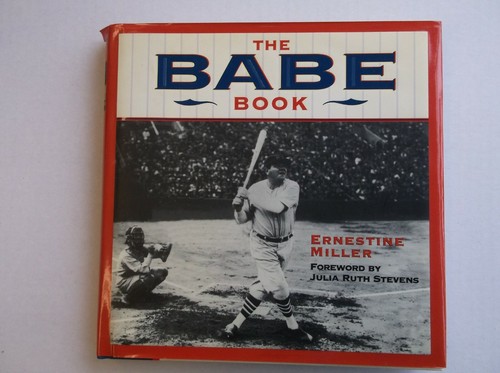 THE
BABE
BOOK
ERNESTINE
MILLER
FOREWORD BY
JULIA RUTH STEVENS